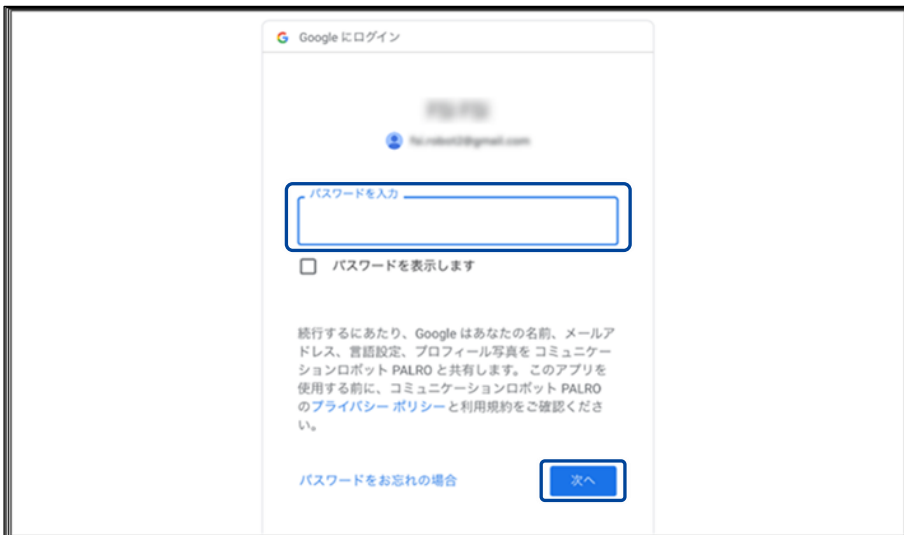 Google にログイン
パスワードを入力
パスワードを表示します
続行するにあたり、Google はあなたの名前、メールア
ドレス、言語設定、プロフィール写真を コミュニケー
ションロボット PALRO と共有します。 このアプリを
使用する前に、コミュニケーションロボット PALRO
のプライバシー ポリシーと利用規約をご確認くださ
い。
パスワードをお忘れの場合
次へ